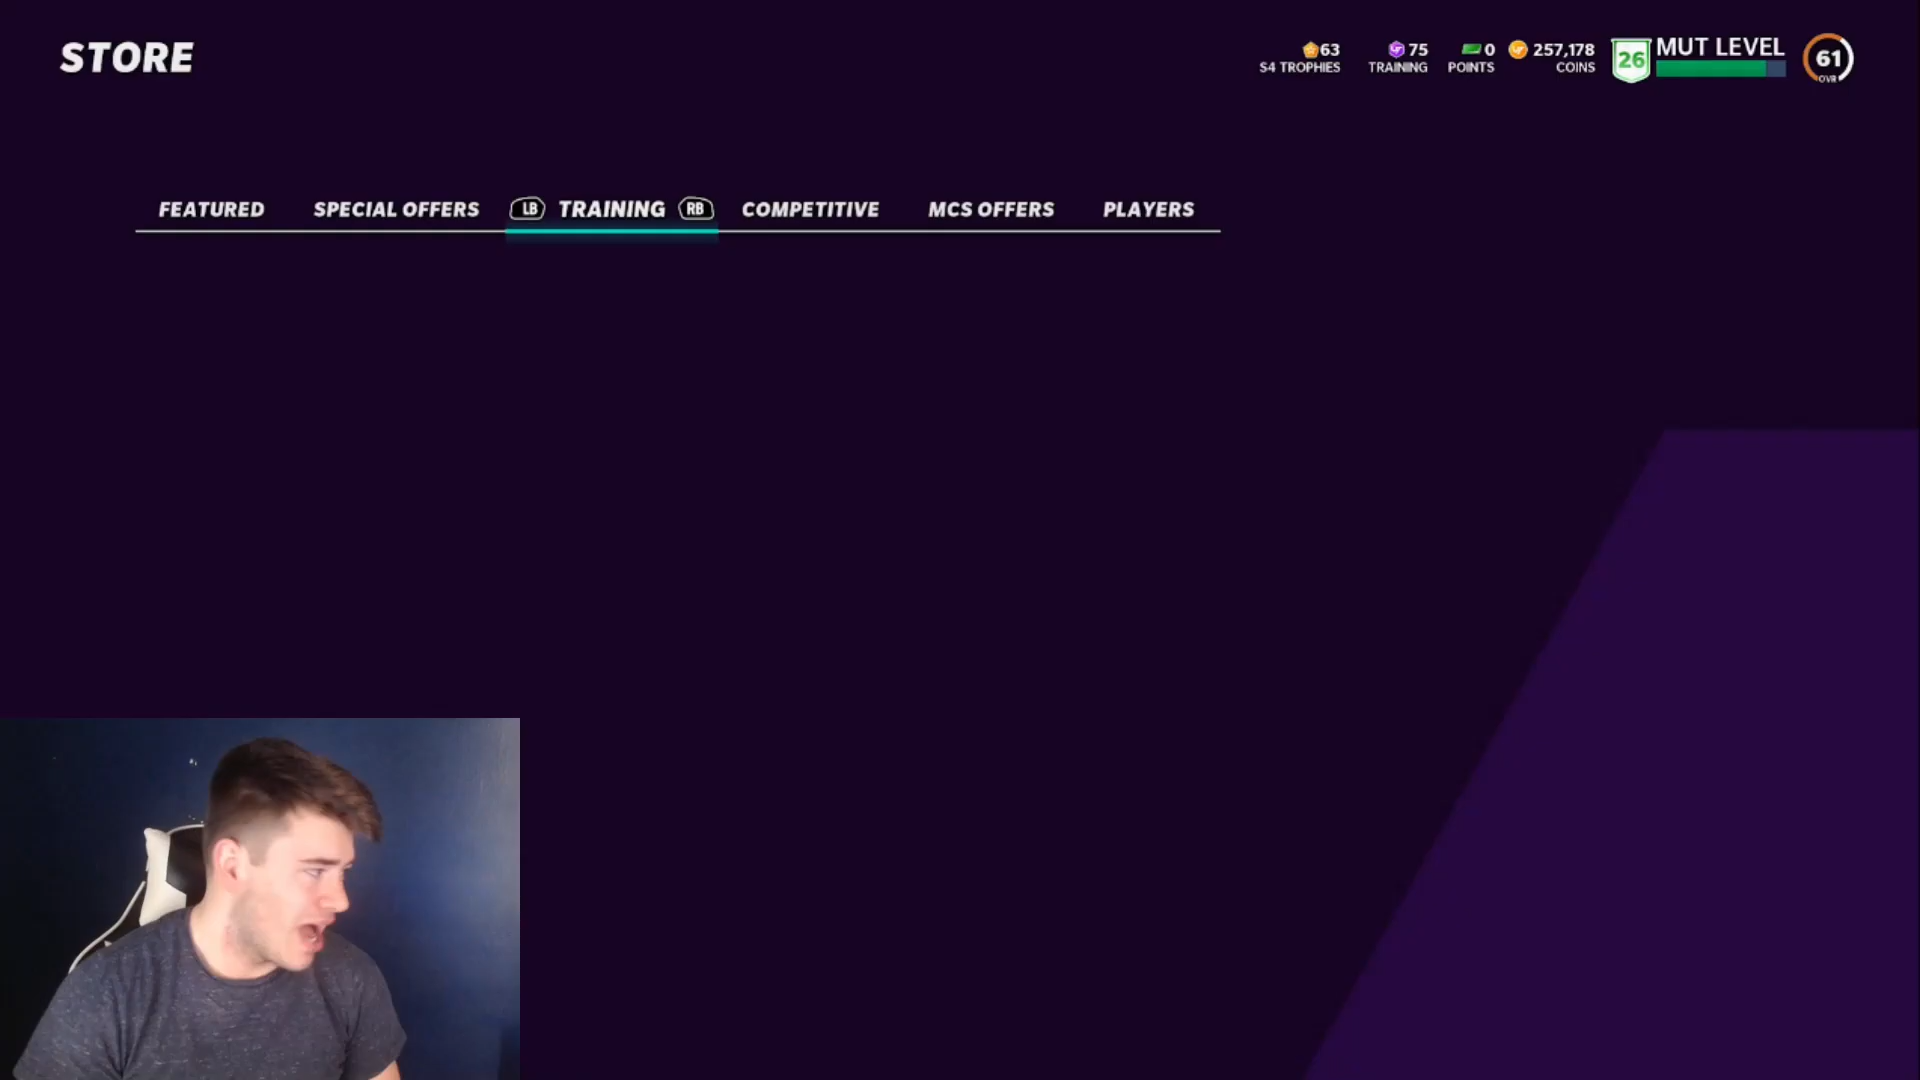 STORE
63
S4 TROPHIES
75
TRAINING
0
POINTS
257,178
COINS
26
MUT LEVEL
61
OVR
FEATURED SPECIAL OFFERS LB TRAINING RB COMPETITIVE MCS OFFERS PLAYERS